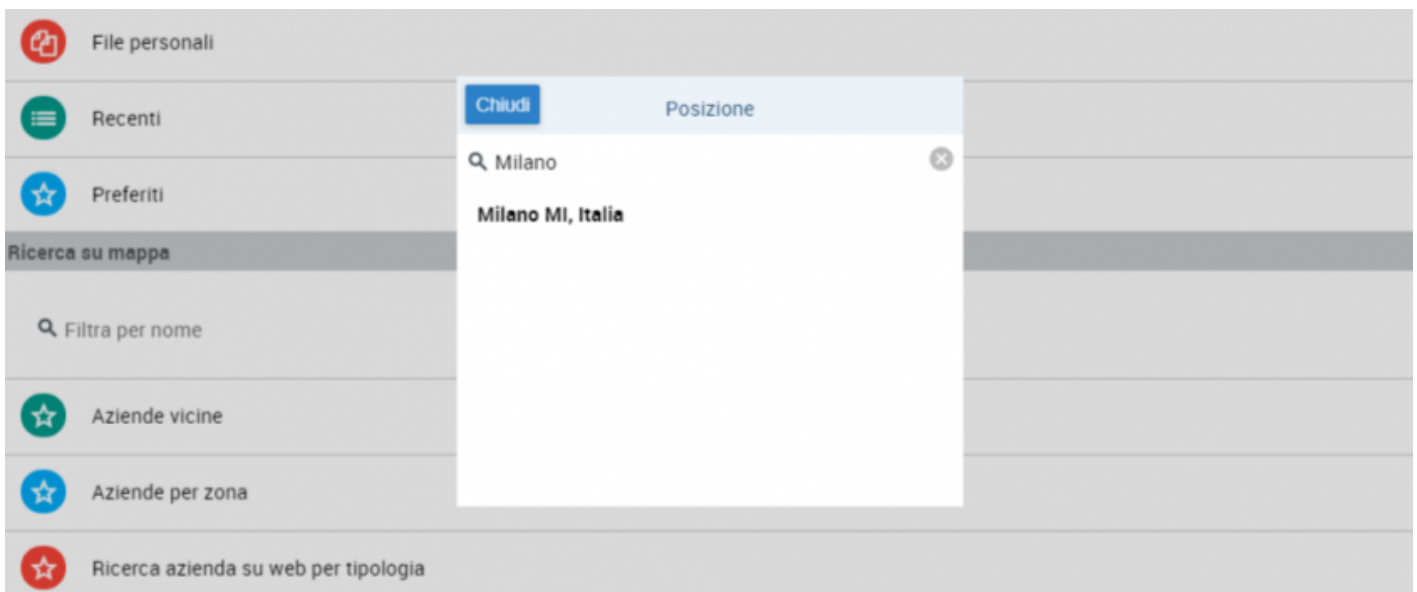 File personali
Recenti
Preferiti
Ricerca su mappa
Filtra per nome
Aziende vicine
Aziende per zona
Ricerca azienda su web per tipologia
Chiudi
Posizione
Milano
Milano MI, Italia